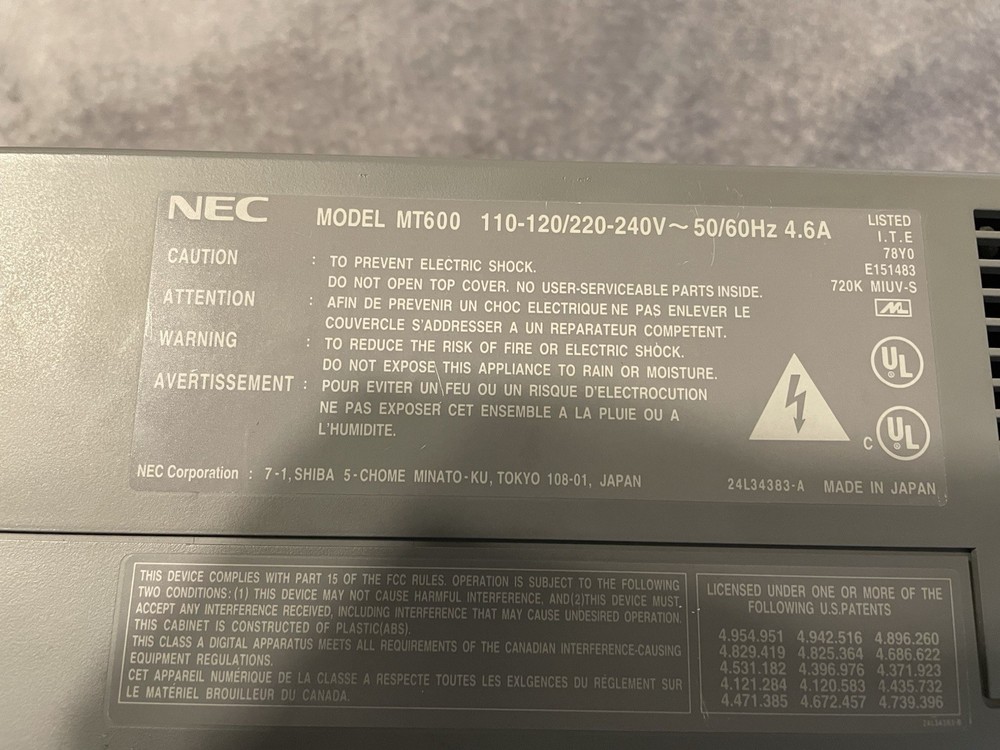 NEC
MODEL MT600 110-120/220-240V~ 50/60Hz 4.6A
LISTED
I.T.E
78Y0
E151483
720K MIUV-S
CAUTION : TO PREVENT ELECTRIC SHOCK.
DO NOT OPEN TOP COVER. NO USER-SERVICEABLE PARTS INSIDE.
ATTENTION : AFIN DE PREVENIR UN CHOC ELECTRIQUE NE PAS ENLEVER LE
COUVERCLE S'ADDRESSER A UN REPARATEUR COMPETENT.
WARNING : TO REDUCE THE RISK OF FIRE OR ELECTRIC SHOCK.
DO NOT EXPOSE THIS APPLIANCE TO RAIN OR MOISTURE.
AVERTISSEMENT : POUR EVITER UN FEU OU UN RISQUE D'ELECTROCUTION
NE PAS EXPOSER CET ENSEMBLE A LA PLUIE OU A
L'HUMIDITE.
UL
C UL
NEC Corporation : 7-1, SHIBA 5-CHOME MINATO-KU, TOKYO 108-01, JAPAN
24L34383-A MADE IN JAPAN
THIS DEVICE COMPLIES WITH PART 15 OF THE FCC RULES. OPERATION IS SUBJECT TO THE FOLLOWING
TWO CONDITIONS: (1) THIS DEVICE MAY NOT CAUSE HARMFUL INTERFERENCE, AND(2)THIS DEVICE MUST
ACCEPT ANY INTERFERENCE RECEIVED, INCLUDING INTERFERENCE THAT MAY CAUSE UNDESIRED OPERATION.
THIS CABINET IS CONSTRUCTED OF PLASTIC(ABS).
THIS CLASS A DIGITAL APPARATUS MEETS ALL REQUIREMENTS OF THE CANADIAN INTERFERENCE-CAUSING
EQUIPMENT REGULATIONS.
CET APPAREIL NUMERIQUE DE LA CLASSE A RESPECTE TOUTES LES EXLGENCES DU REGLEMENT SUR
LE MATÉRIEL BROUILLEUR DU CANADA.
LICENSED UNDER ONE OR MORE OF THE
FOLLOWING U.S.PATENTS
4.954.951 4.942.516 4.896.260
4.829.419 4.825.364 4.686.622
4.531.182 4.396.976 4.371.923
4.121.284 4.120.583 4.435.732
4.471.385 4.672.457 4.739.396
24L34383-B